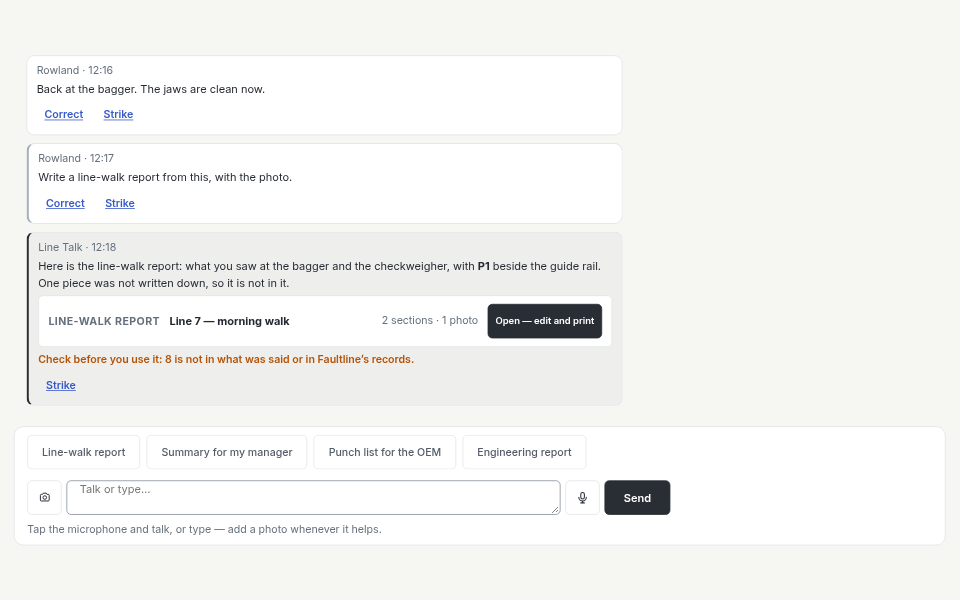 Rowland · 12:16
Back at the bagger. The jaws are clean now.
Correct Strike
Rowland · 12:17
Write a line-walk report from this, with the photo.
Correct Strike
Line Talk · 12:18
Here is the line-walk report: what you saw at the bagger and the checkweigher, with P1 beside the guide rail.
One piece was not written down, so it is not in it.
LINE-WALK REPORT Line 7 — morning walk 2 sections · 1 photo Open — edit and print
Check before you use it: 8 is not in what was said or in Faultline's records.
Strike
Line-walk report Summary for my manager Punch list for the OEM Engineering report
Talk or type...
Send
Tap the microphone and talk, or type — add a photo whenever it helps.